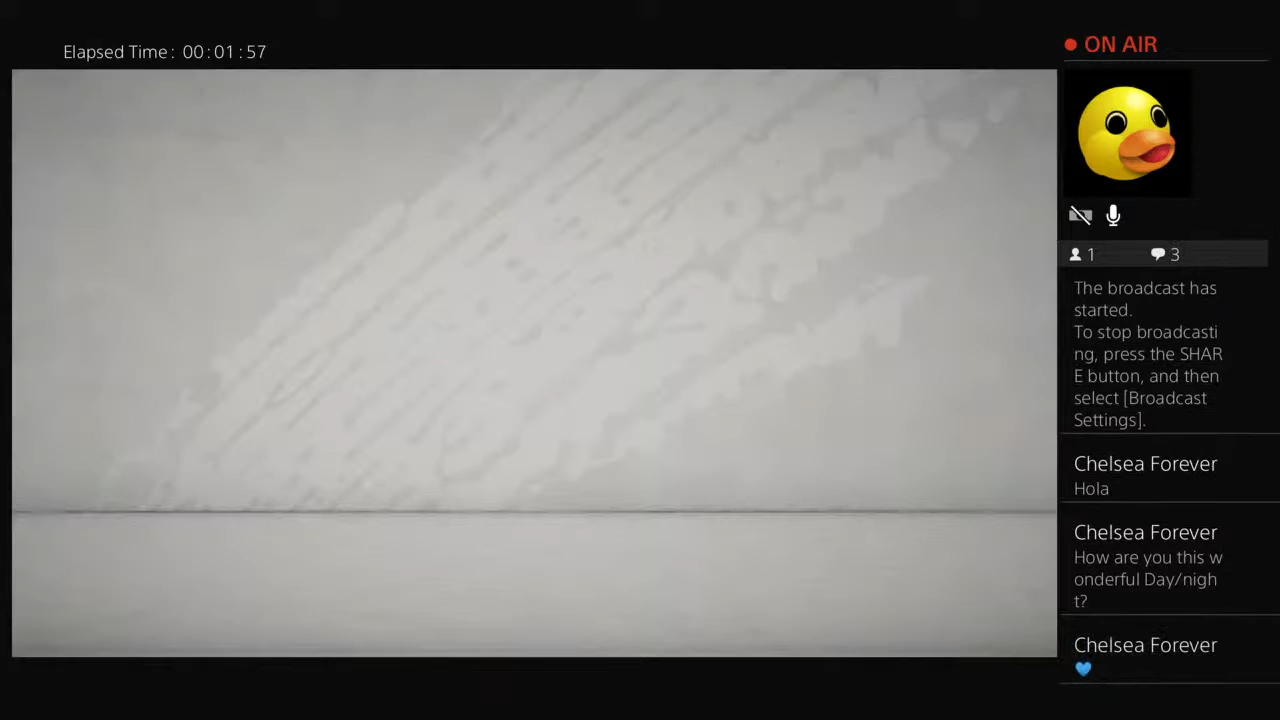 Elapsed Time: 00:01:57
ON AIR
1 3
The broadcast has
started.
To stop broadcasti
ng, press the SHAR
E button, and then
select [Broadcast
Settings].
Chelsea Forever
Hola
Chelsea Forever
How are you this w
onderful Day/nigh
t?
Chelsea Forever
💙